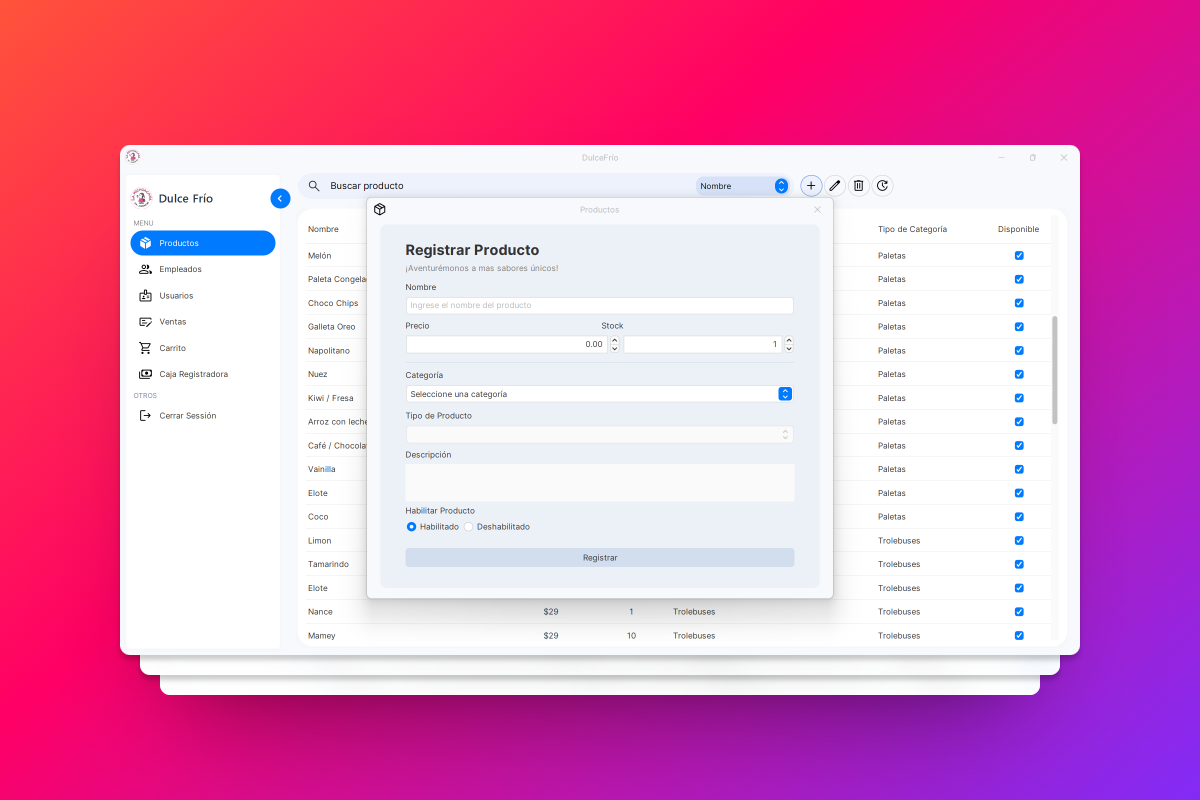 DulceFrío
Dulce Frío
MENU
Productos
Empleados
Usuarios
Ventas
Carrito
Caja Registradora
OTROS
Cerrar Sesión
Buscar producto
Nombre
Productos
Registrar Producto
¡Aventurémonos a mas sabores únicos!
Nombre
Ingrese el nombre del producto
Precio Stock
0.00 1
Categoría
Seleccione una categoría
Tipo de Producto
Descripción
Habilitar Producto
Habilitado Deshabilitado
Registrar
Nombre Tipo de Categoría Disponible
Melón Paletas
Paleta Congela Paletas
Choco Chips Paletas
Galleta Oreo Paletas
Napolitano Paletas
Nuez Paletas
Kiwi / Fresa Paletas
Arroz con leche Paletas
Café / Chocola Paletas
Vainilla Paletas
Elote Paletas
Coco Paletas
Limon Trolebuses
Tamarindo Trolebuses
Elote Trolebuses
Nance $29 1 Trolebuses Trolebuses
Mamey $29 10 Trolebuses Trolebuses